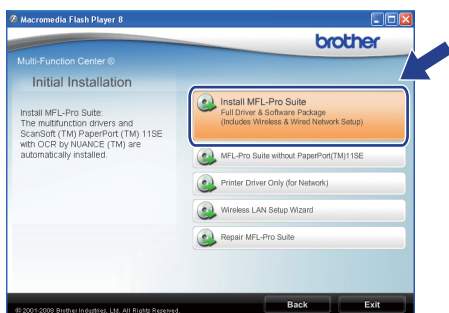 Macromedia Flash Player 8
brother
Multi-Function Center ®
Initial Installation
Install MFL-Pro Suite:
The multifunction drivers and
ScanSoft (TM) PaperPort (TM) 11SE
with OCR by NUANCE (TM) are
automatically installed.
Install MFL-Pro Suite
Full Driver & Software Package
(Includes Wireless & Wired Network Setup)
MFL-Pro Suite without PaperPort(TM)11SE
Printer Driver Only (for Network)
Wireless LAN Setup Wizard
Repair MFL-Pro Suite
© 2001-2008 Brother Industries, Ltd. All Rights Reserved.
Back
Exit